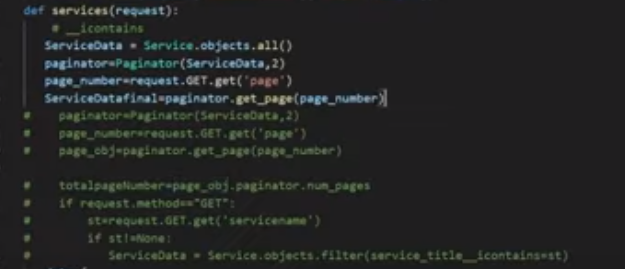 def services(request):
    # __icontains
    ServiceData = Service.objects.all()
    paginator=Paginator(ServiceData,2)
    page_number=request.GET.get('page')
    ServiceDatafinal=paginator.get_page(page_number)
#    paginator=Paginator(ServiceData,2)
#    page_number=request.GET.get('page')
#    page_obj=paginator.get_page(page_number)
#    totalpageNumber=page_obj.paginator.num_pages
#    if request.method=="GET":
#        st=request.GET.get('servicename')
#        if st!=None:
#            ServiceData = Service.objects.filter(service_title__icontains=st)